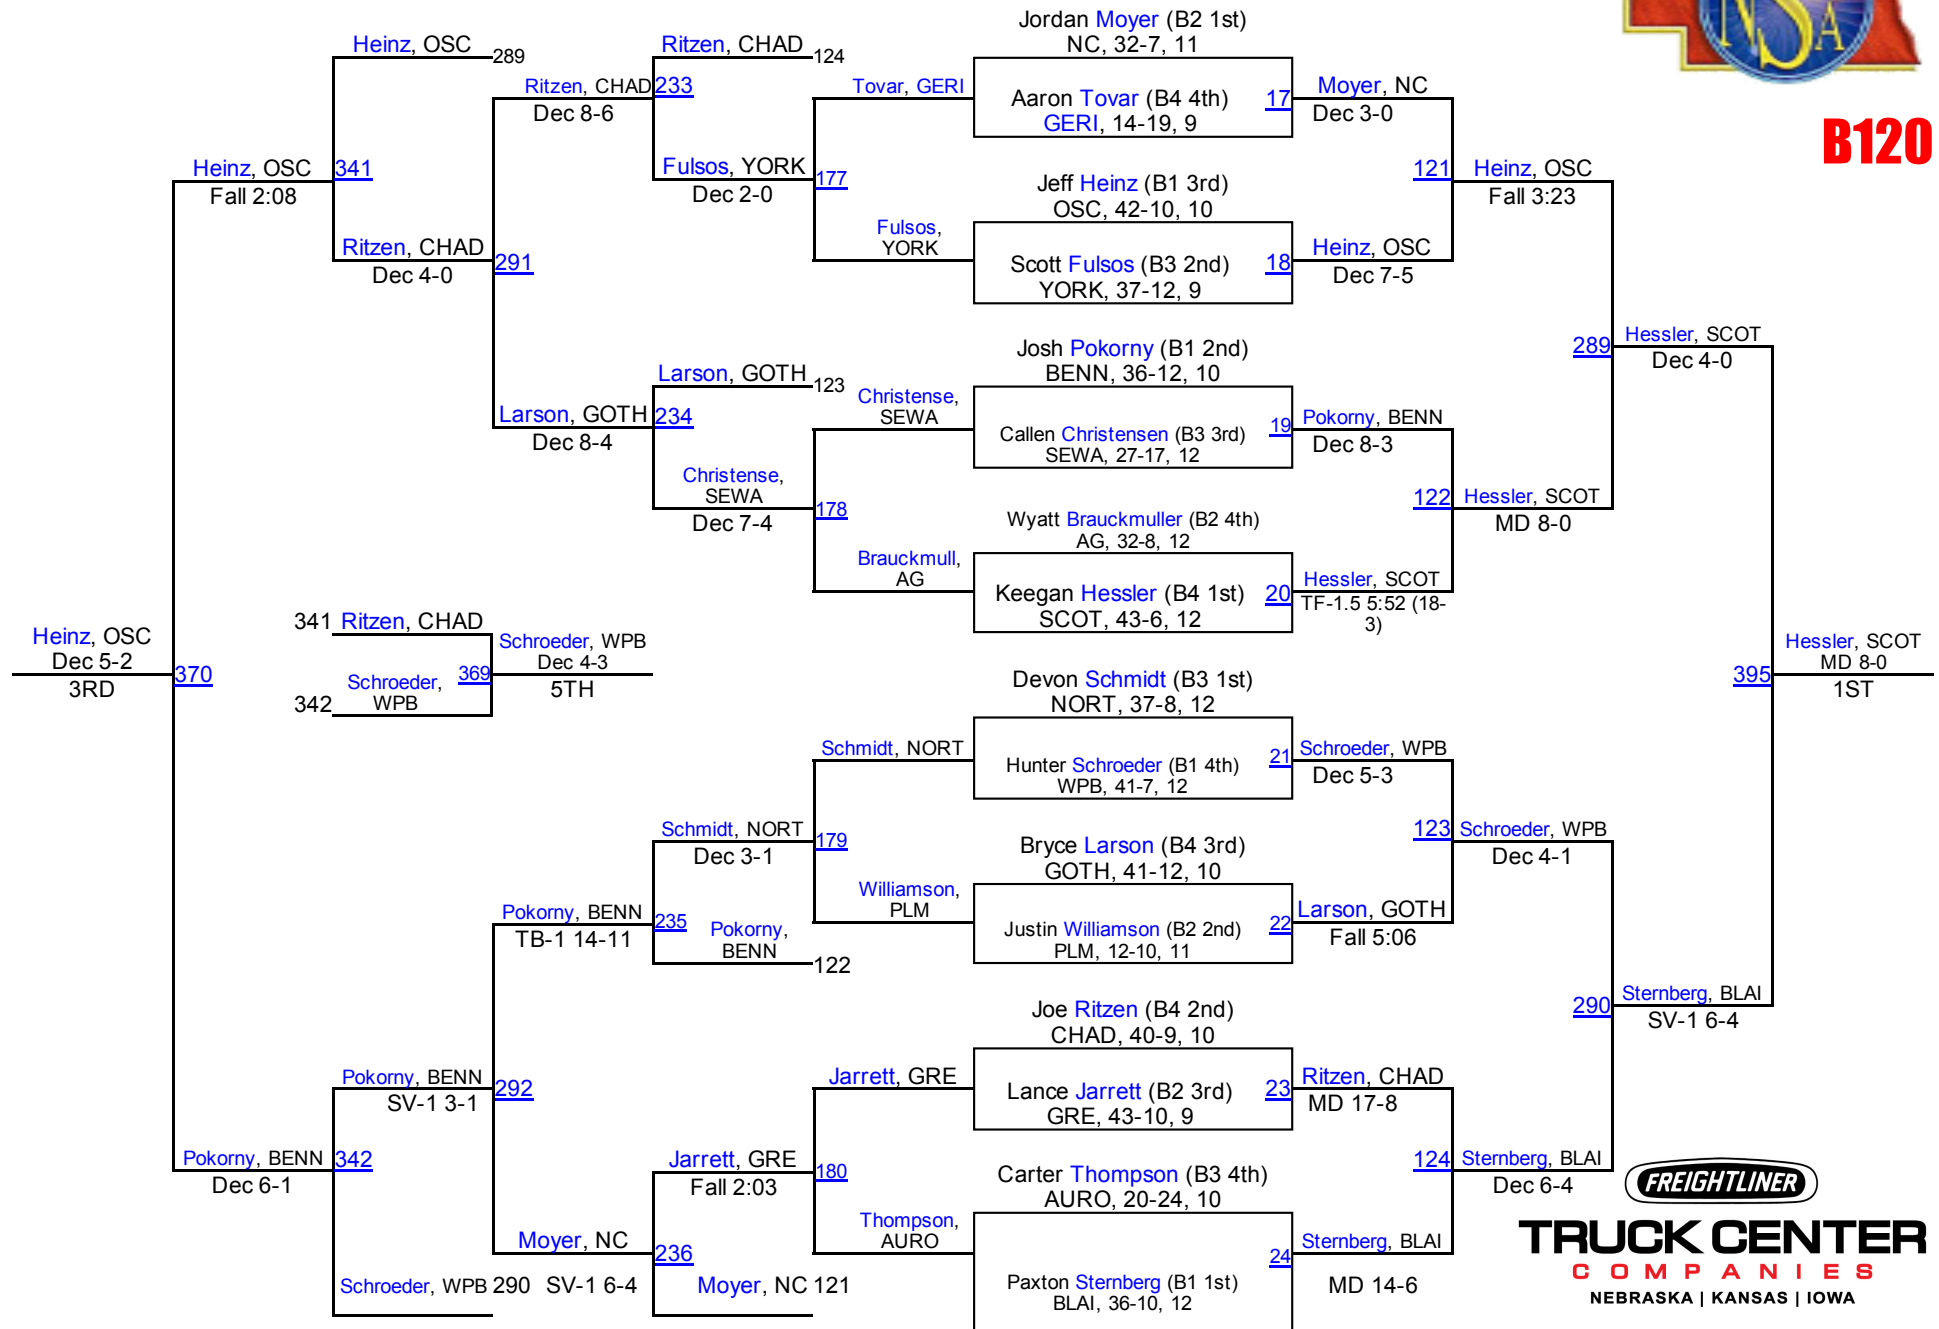 Jordan Moyer (B2 1st)
NC, 32-7, 11
Aaron Tovar (B4 4th)
GERI, 14-19, 9
17
Jeff Heinz (B1 3rd)
OSC, 42-10, 10
Scott Fulsos (B3 2nd)
YORK, 37-12, 9
18
Josh Pokorny (B1 2nd)
BENN, 36-12, 10
Callen Christensen (B3 3rd)
SEWA, 27-17, 12
19
Wyatt Brauckmuller (B2 4th)
AG, 32-8, 12
Keegan Hessler (B4 1st)
SCOT, 43-6, 12
20
Devon Schmidt (B3 1st)
NORT, 37-8, 12
Hunter Schroeder (B1 4th)
WPB, 41-7, 12
21
Bryce Larson (B4 3rd)
GOTH, 41-12, 10
Justin Williamson (B2 2nd)
PLM, 12-10, 11
22
Joe Ritzen (B4 2nd)
CHAD, 40-9, 10
Lance Jarrett (B2 3rd)
GRE, 43-10, 9
23
Carter Thompson (B3 4th)
AURO, 20-24, 10
Paxton Sternberg (B1 1st)
BLAI, 36-10, 12
24
Moyer, NC
Dec 3-0
Heinz, OSC
Dec 7-5
Pokorny, BENN
Dec 8-3
Hessler, SCOT
TF-1.5 5:52 (18-
3)
Schroeder, WPB
Dec 5-3
Larson, GOTH
Fall 5:06
Ritzen, CHAD
MD 17-8
Sternberg, BLAI
MD 14-6
121
Heinz, OSC
Fall 3:23
122
Hessler, SCOT
MD 8-0
123
Schroeder, WPB
Dec 4-1
124
Sternberg, BLAI
Dec 6-4
289
Hessler, SCOT
Dec 4-0
290
Sternberg, BLAI
SV-1 6-4
395
Hessler, SCOT
MD 8-0
1ST
Tovar, GERI
177
Fulsos,
YORK
Christense,
SEWA
178
Brauckmull,
AG
Schmidt, NORT
179
Williamson,
PLM
Jarrett, GRE
180
Thompson,
AURO
Ritzen, CHAD
124
233
Fulsos, YORK
Dec 2-0
Larson, GOTH
123
234
Christense,
SEWA
Dec 7-4
Schmidt, NORT
Dec 3-1
235
Pokorny,
BENN
122
Jarrett, GRE
Fall 2:03
236
Moyer, NC 121
Ritzen, CHAD
Dec 8-6
291
Larson, GOTH
Dec 8-4
Pokorny, BENN
TB-1 14-11
292
Moyer, NC
SV-1 6-4
Heinz, OSC
289
341
Ritzen, CHAD
Dec 4-0
Pokorny, BENN
SV-1 3-1
342
Schroeder, WPB 290
Heinz, OSC
Fall 2:08
370
Pokorny, BENN
Dec 6-1
Heinz, OSC
Dec 5-2
3RD
341 Ritzen, CHAD
369
342
Schroeder,
WPB
Schroeder, WPB
Dec 4-3
5TH
NSA
B120
FREIGHTLINER
TRUCK CENTER
COMPANIES
NEBRASKA | KANSAS | IOWA